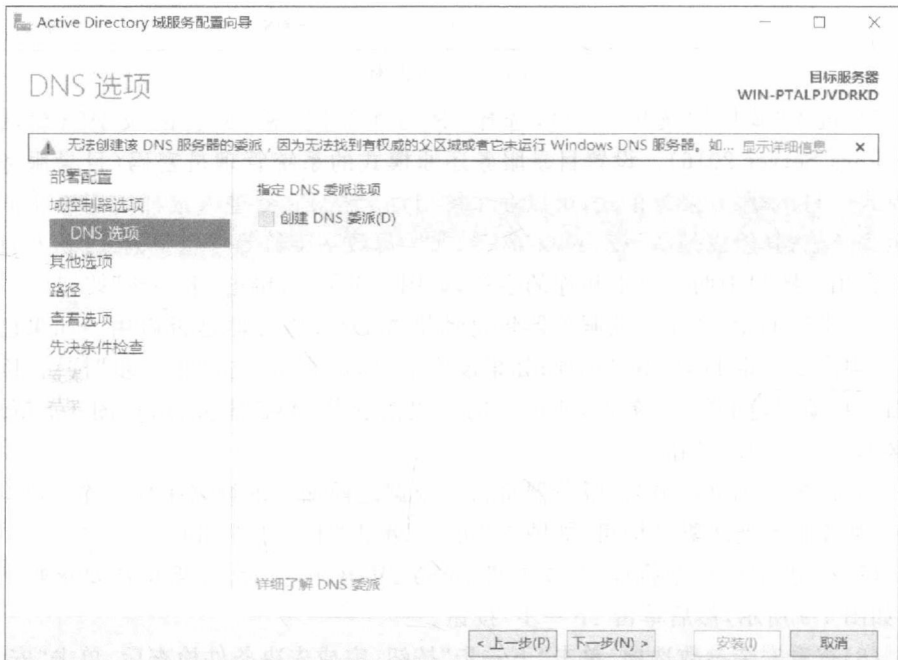 Active Directory 域服务配置向导
DNS 选项
目标服务器
WIN-PTALPJVDRKD
无法创建该 DNS 服务器的委派，因为无法找到有权威的父区域或者它未运行 Windows DNS 服务器。如... 显示详细信息
部署配置
域控制器选项
DNS 选项
其他选项
路径
查看选项
先决条件检查
安装
结果
指定 DNS 委派选项
创建 DNS 委派(D)
详细了解 DNS 委派
< 上一步(P)
下一步(N) >
安装(I)
取消